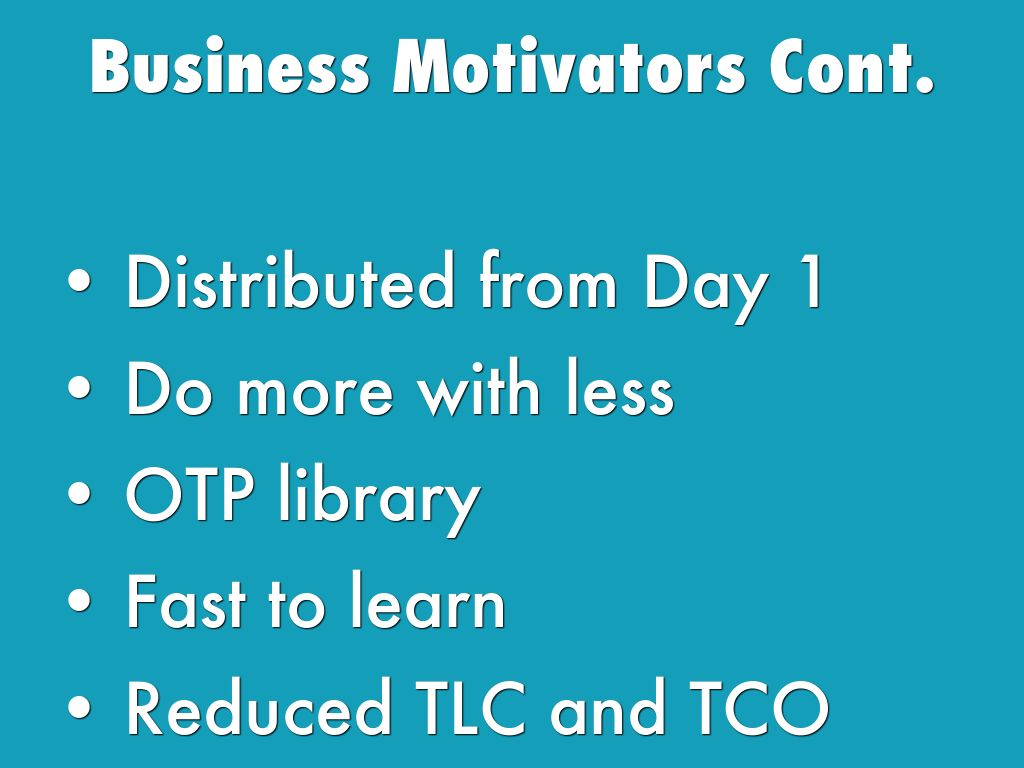 Business Motivators Cont.
• Distributed from Day 1
• Do more with less
• OTP library
• Fast to learn
• Reduced TLC and TCO